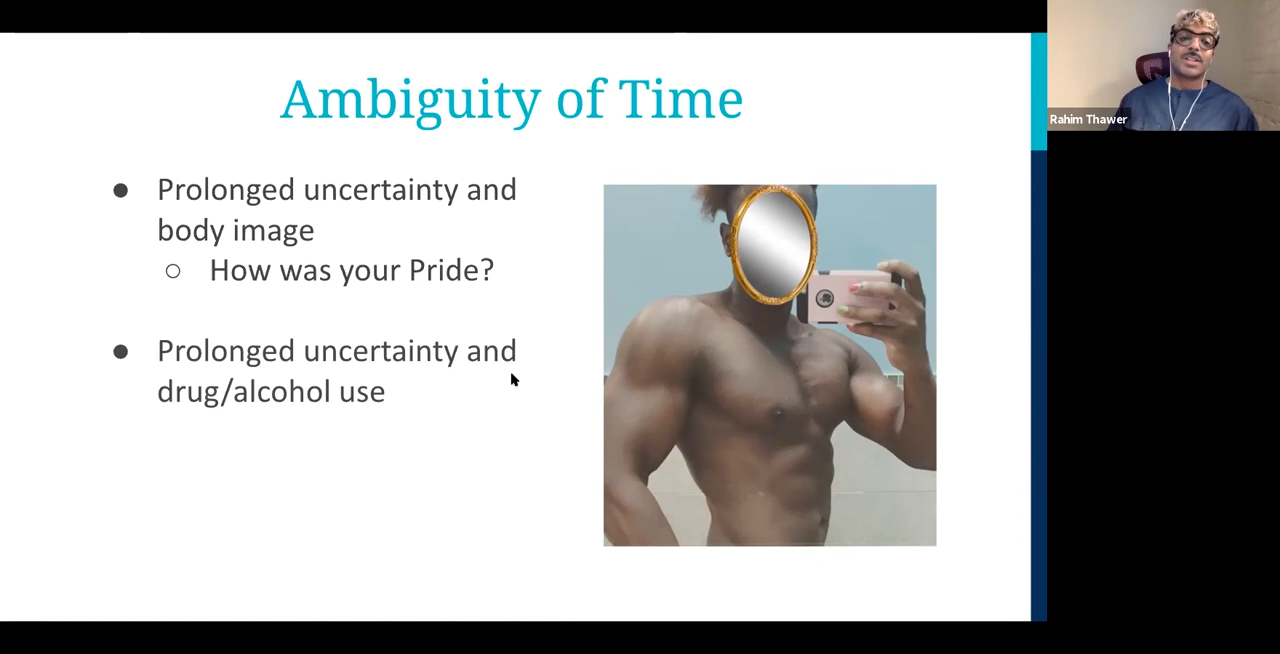 Ambiguity of Time
● Prolonged uncertainty and
body image
○ How was your Pride?
● Prolonged uncertainty and
drug/alcohol use
Rahim Thawer